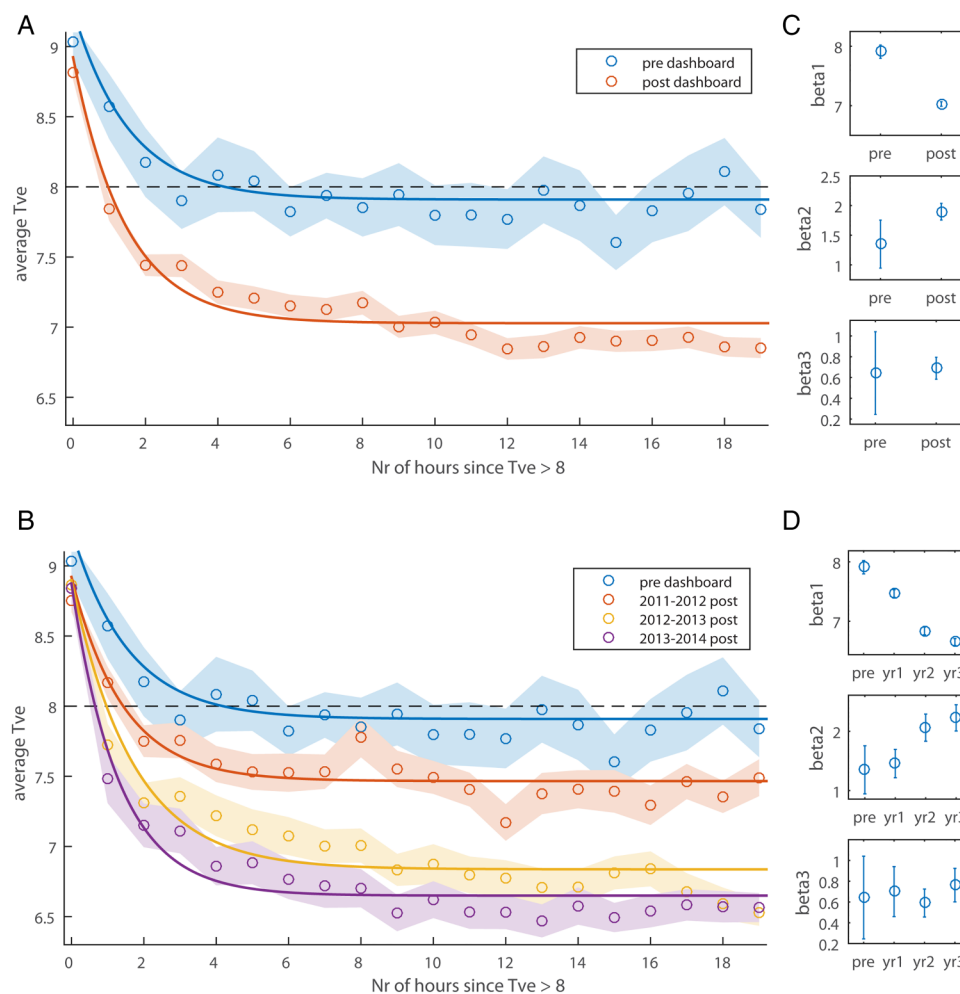 A
9
8.5
8
7.5
7
6.5
average Tve
pre dashboard
post dashboard
0 2 4 6 8 10 12 14 16 18
Nr of hours since Tve > 8
C
8
7
beta1
pre post
2.5
2
1.5
1
beta2
pre post
1
0.8
0.6
0.4
0.2
beta3
pre post
B
9
8.5
8
7.5
7
6.5
average Tve
pre dashboard
2011-2012 post
2012-2013 post
2013-2014 post
0 2 4 6 8 10 12 14 16 18
Nr of hours since Tve > 8
D
8
7
beta1
pre yr1 yr2 yr3
2
1
beta2
pre yr1 yr2 yr3
1
0.8
0.6
0.4
0.2
beta3
pre yr1 yr2 yr3